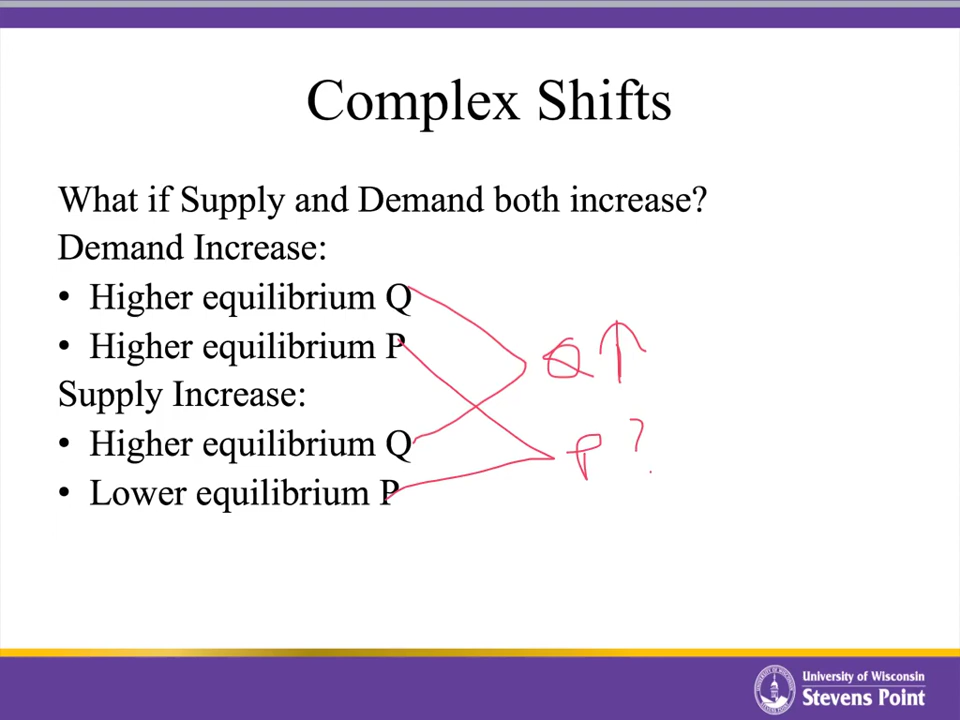 Complex Shifts
What if Supply and Demand both increase?
Demand Increase:
• Higher equilibrium Q
• Higher equilibrium P
Q ↑
Supply Increase:
• Higher equilibrium Q
P ?
• Lower equilibrium P
University of Wisconsin
Stevens Point